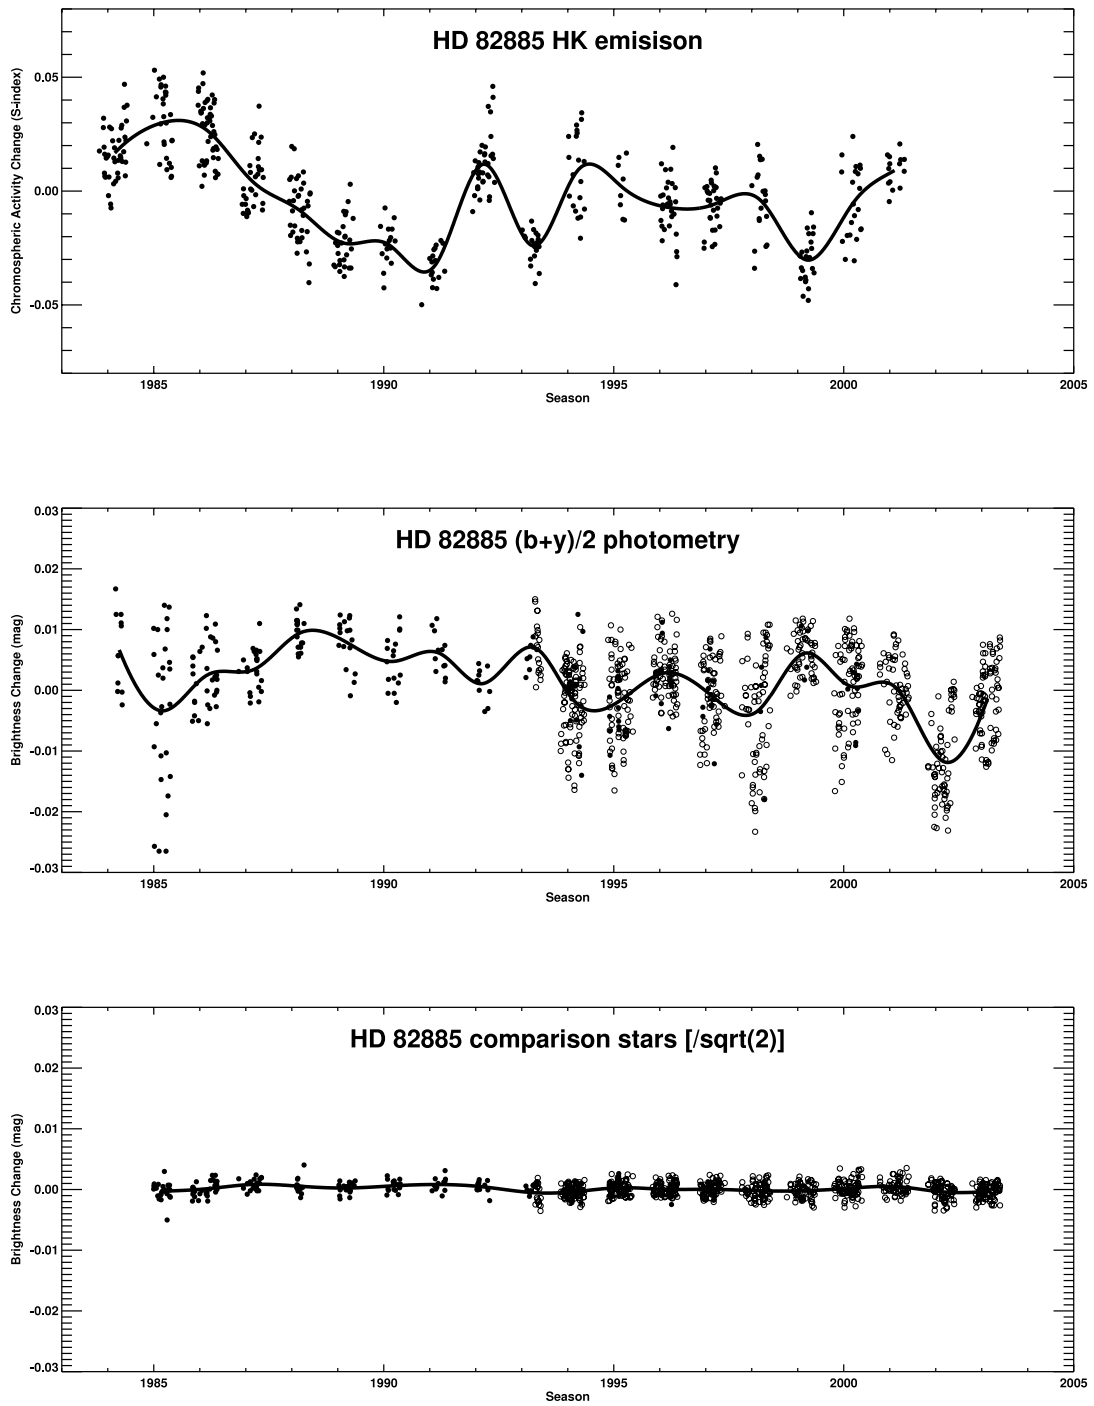 HD 82885 HK emisison
Chromospheric Activity Change (S-index)
0.05
0.00
-0.05
1985 1990 1995 2000 2005
Season
HD 82885 (b+y)/2 photometry
Brightness Change (mag)
0.03
0.02
0.01
0.00
-0.01
-0.02
-0.03
1985 1990 1995 2000 2005
Season
HD 82885 comparison stars [/sqrt(2)]
Brightness Change (mag)
0.03
0.02
0.01
0.00
-0.01
-0.02
-0.03
1985 1990 1995 2000 2005
Season